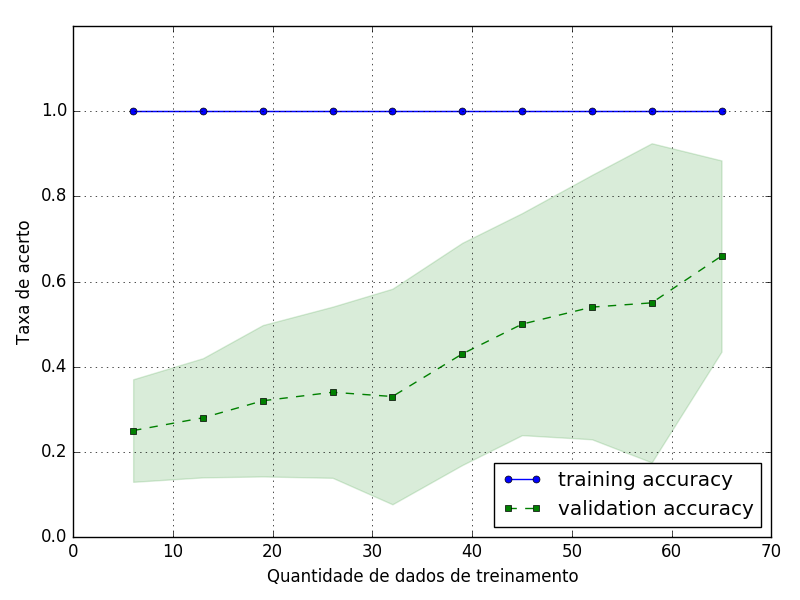 1.0
0.8
0.6
0.4
0.2
0.0
Taxa de acerto
training accuracy
validation accuracy
0 10 20 30 40 50 60 70
Quantidade de dados de treinamento